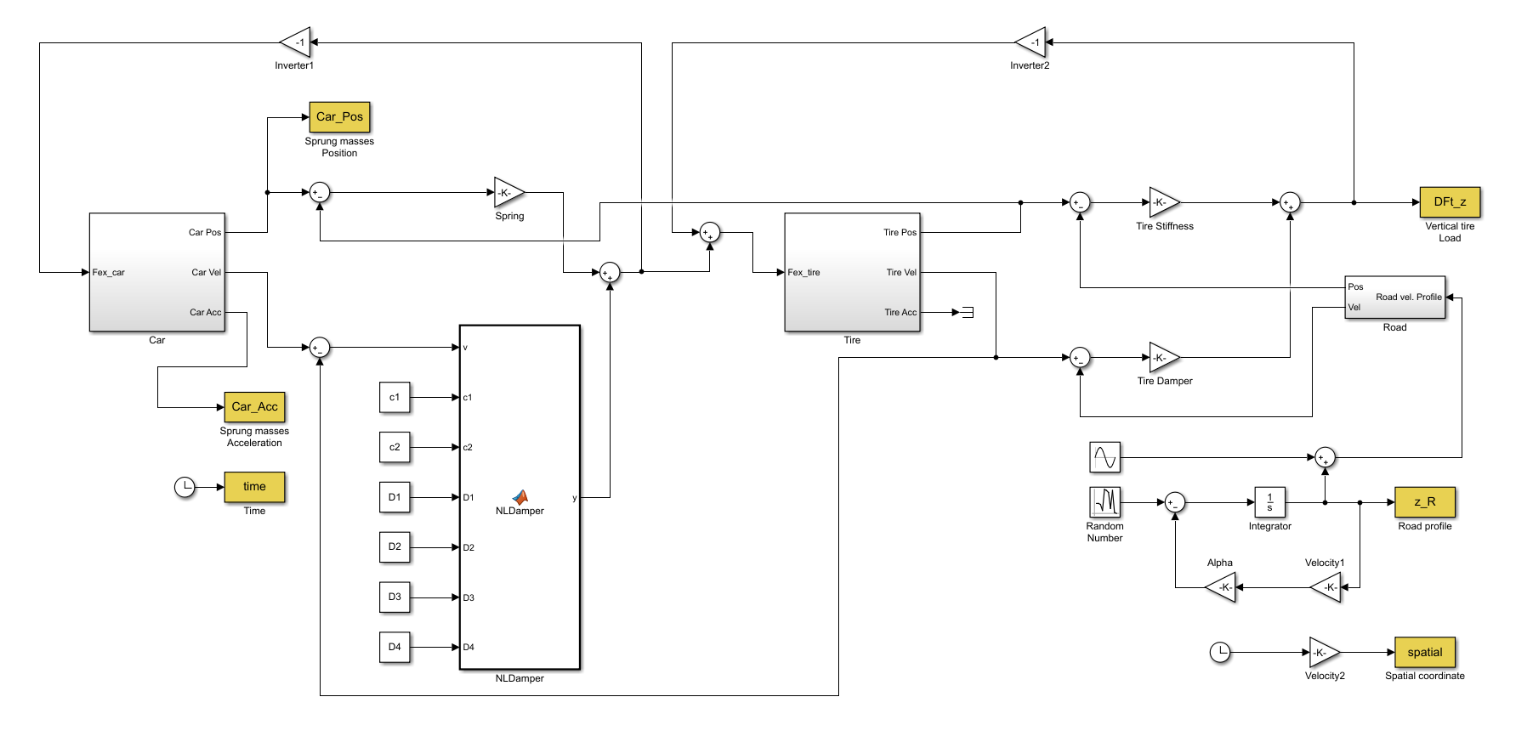 -1
Inverter1
-1
Inverter2
Car_Pos
Sprung masses
Position
+
-
-K-
Spring
+
-
-K-
Tire Stiffness
+
+
DFt_z
Vertical tire
Load
Car Pos
Fex_car
Car Vel
Car Acc
Car
+
+
+
+
Tire Pos
Fex_tire
Tire Vel
Tire Acc
Tire
Pos
Road vel. Profile
Vel
Road
+
-
+
-
-K-
Tire Damper
Car_Acc
Sprung masses
Acceleration
time
Time
v
c1
c1
c2
c2
D1
D1
y
NLDamper
D2
D2
D3
D3
D4
D4
NLDamper
+
+
Random
Number
+
-
1
s
Integrator
z_R
Road profile
Alpha
-K-
Velocity1
-K-
-K-
Velocity2
spatial
Spatial coordinate